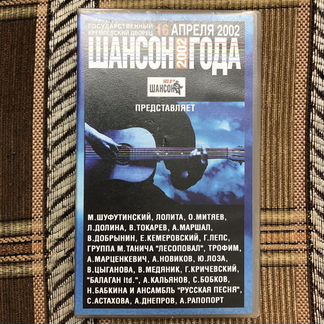 ГОСУДАРСТВЕННЫЙ
КРЕМЛЕВСКИЙ ДВОРЕЦ
16 АПРЕЛЯ 2002
ШАНСОН 2002 ГОДА
ШАНСОН
ПРЕДСТАВЛЯЕТ
М.ШУФУТИНСКИЙ, ЛОЛИТА, О.МИТЯЕВ,
Л.ДОЛИНА, В.ТОКАРЕВ, А.МАРШАЛ,
В.ДОБРЫНИН, Е.КЕМЕРОВСКИЙ, Г.ЛЕПС,
ГРУППА М.ТАНИЧА "ЛЕСОПОВАЛ", ТРОФИМ,
А.МАРЦЕНКЕВИЧ, А.НОВИКОВ, Ю.ЛОЗА,
В.ЦЫГАНОВА, В.МЕДЯНИК, Г.КРИЧЕВСКИЙ,
"БАЛАГАН ltd.", А.КАЛЬЯНОВ, С.БОБКОВ,
Н.БАБКИНА И АНСАМБЛЬ "РУССКАЯ ПЕСНЯ",
С.АСТАХОВА, А.ДНЕПРОВ, А.РАПОПОРТ